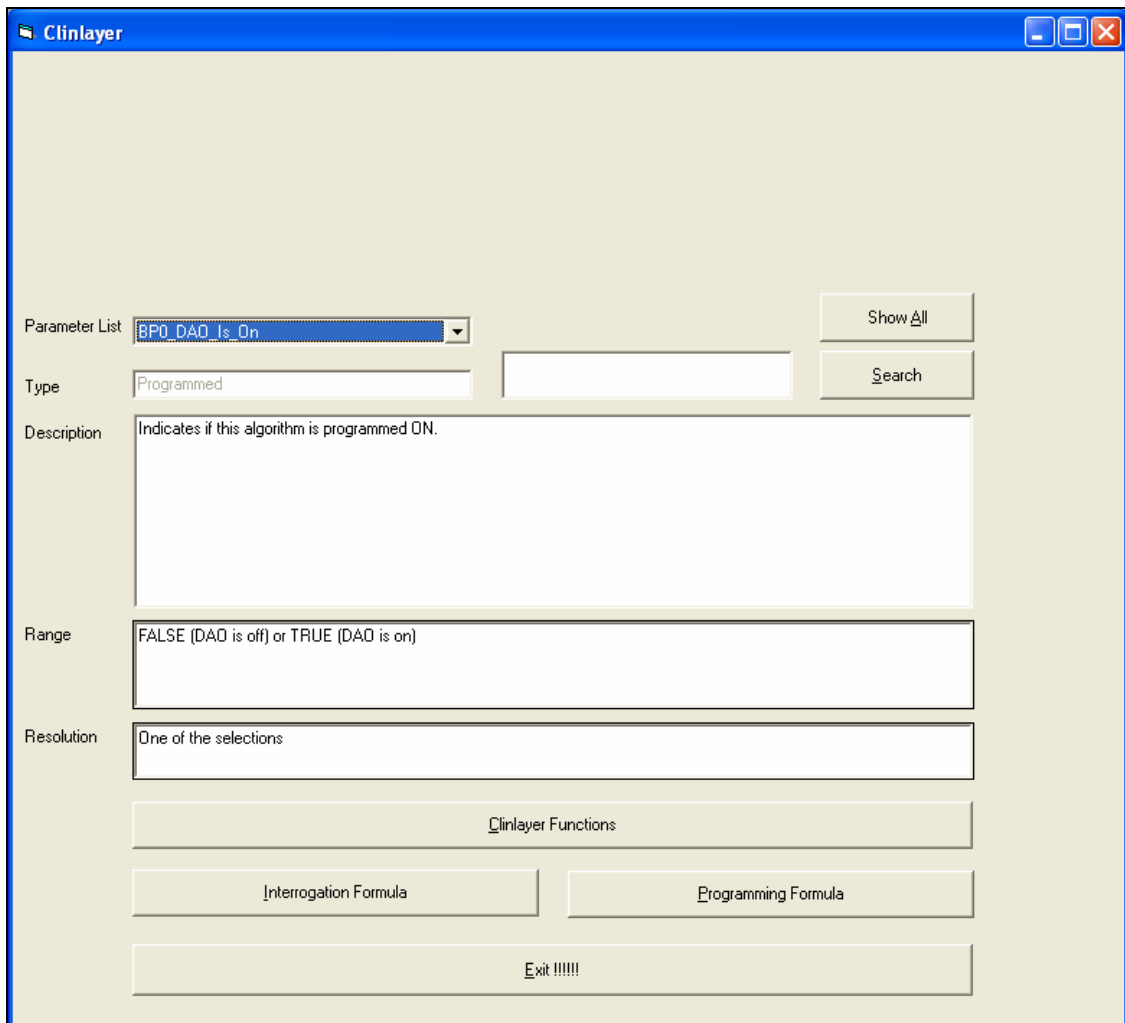 Clinlayer
Show All
Parameter List BP0_DAO_Is_On
Search
Type Programmed
Description Indicates if this algorithm is programmed ON.
Range FALSE (DAO is off) or TRUE (DAO is on)
Resolution One of the selections
Clinlayer Functions
Interrogation Formula Programming Formula
Exit !!!!!!